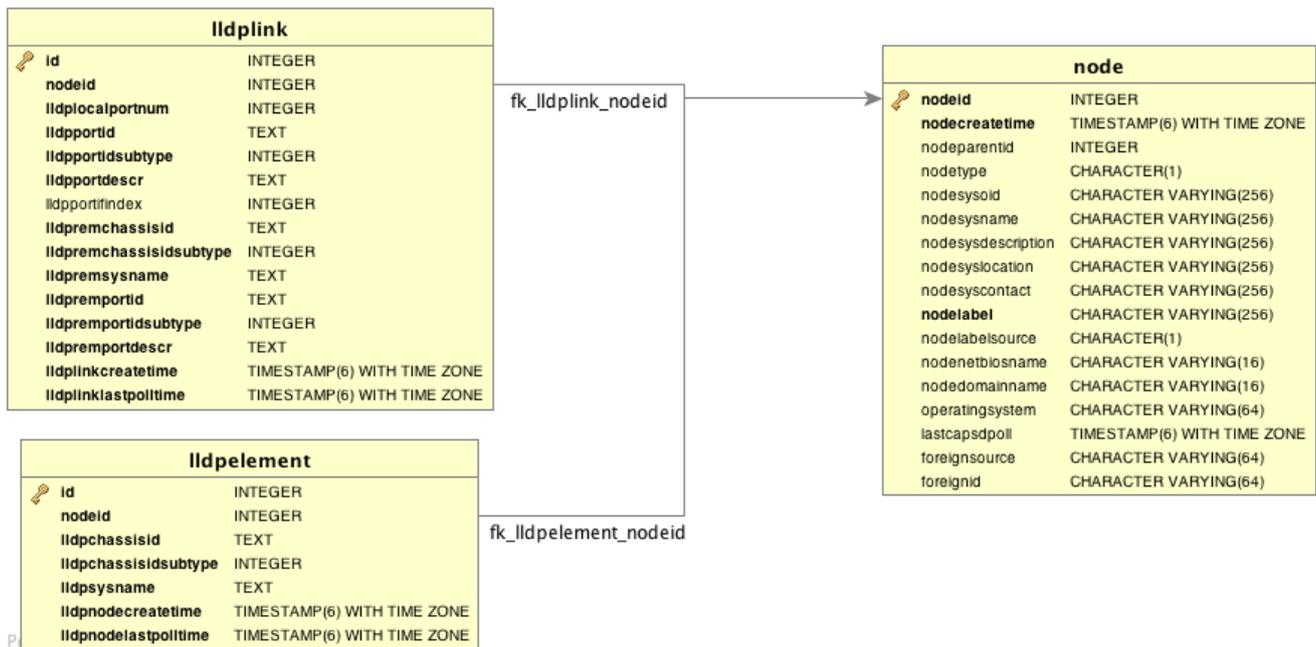 lldplink
id INTEGER
nodeid INTEGER
lldplocalportnum INTEGER
lldpportid TEXT
lldpportidsubtype INTEGER
lldpportdescr TEXT
lldpportifindex INTEGER
lldpremchassisid TEXT
lldpremchassisidsubtype INTEGER
lldpremsysname TEXT
lldpremportid TEXT
lldpremportidsubtype INTEGER
lldpremportdescr TEXT
lldplinkcreatetime TIMESTAMP(6) WITH TIME ZONE
lldplinklastpolltime TIMESTAMP(6) WITH TIME ZONE
fk_lldplink_nodeid
node
nodeid INTEGER
nodecreatetime TIMESTAMP(6) WITH TIME ZONE
nodeparentid INTEGER
nodetype CHARACTER(1)
nodesysoid CHARACTER VARYING(256)
nodesysname CHARACTER VARYING(256)
nodesysdescription CHARACTER VARYING(256)
nodesyslocation CHARACTER VARYING(256)
nodesyscontact CHARACTER VARYING(256)
nodelabel CHARACTER VARYING(256)
nodelabelsource CHARACTER(1)
nodenetbiosname CHARACTER VARYING(16)
nodedomainname CHARACTER VARYING(16)
operatingsystem CHARACTER VARYING(64)
lastcapsdpoll TIMESTAMP(6) WITH TIME ZONE
foreignsource CHARACTER VARYING(64)
foreignid CHARACTER VARYING(64)
lldpelement
id INTEGER
nodeid INTEGER
lldpchassisid TEXT
lldpchassisidsubtype INTEGER
lldpsysname TEXT
lldpnodecreatetime TIMESTAMP(6) WITH TIME ZONE
lldpnodelastpolltime TIMESTAMP(6) WITH TIME ZONE
fk_lldpelement_nodeid